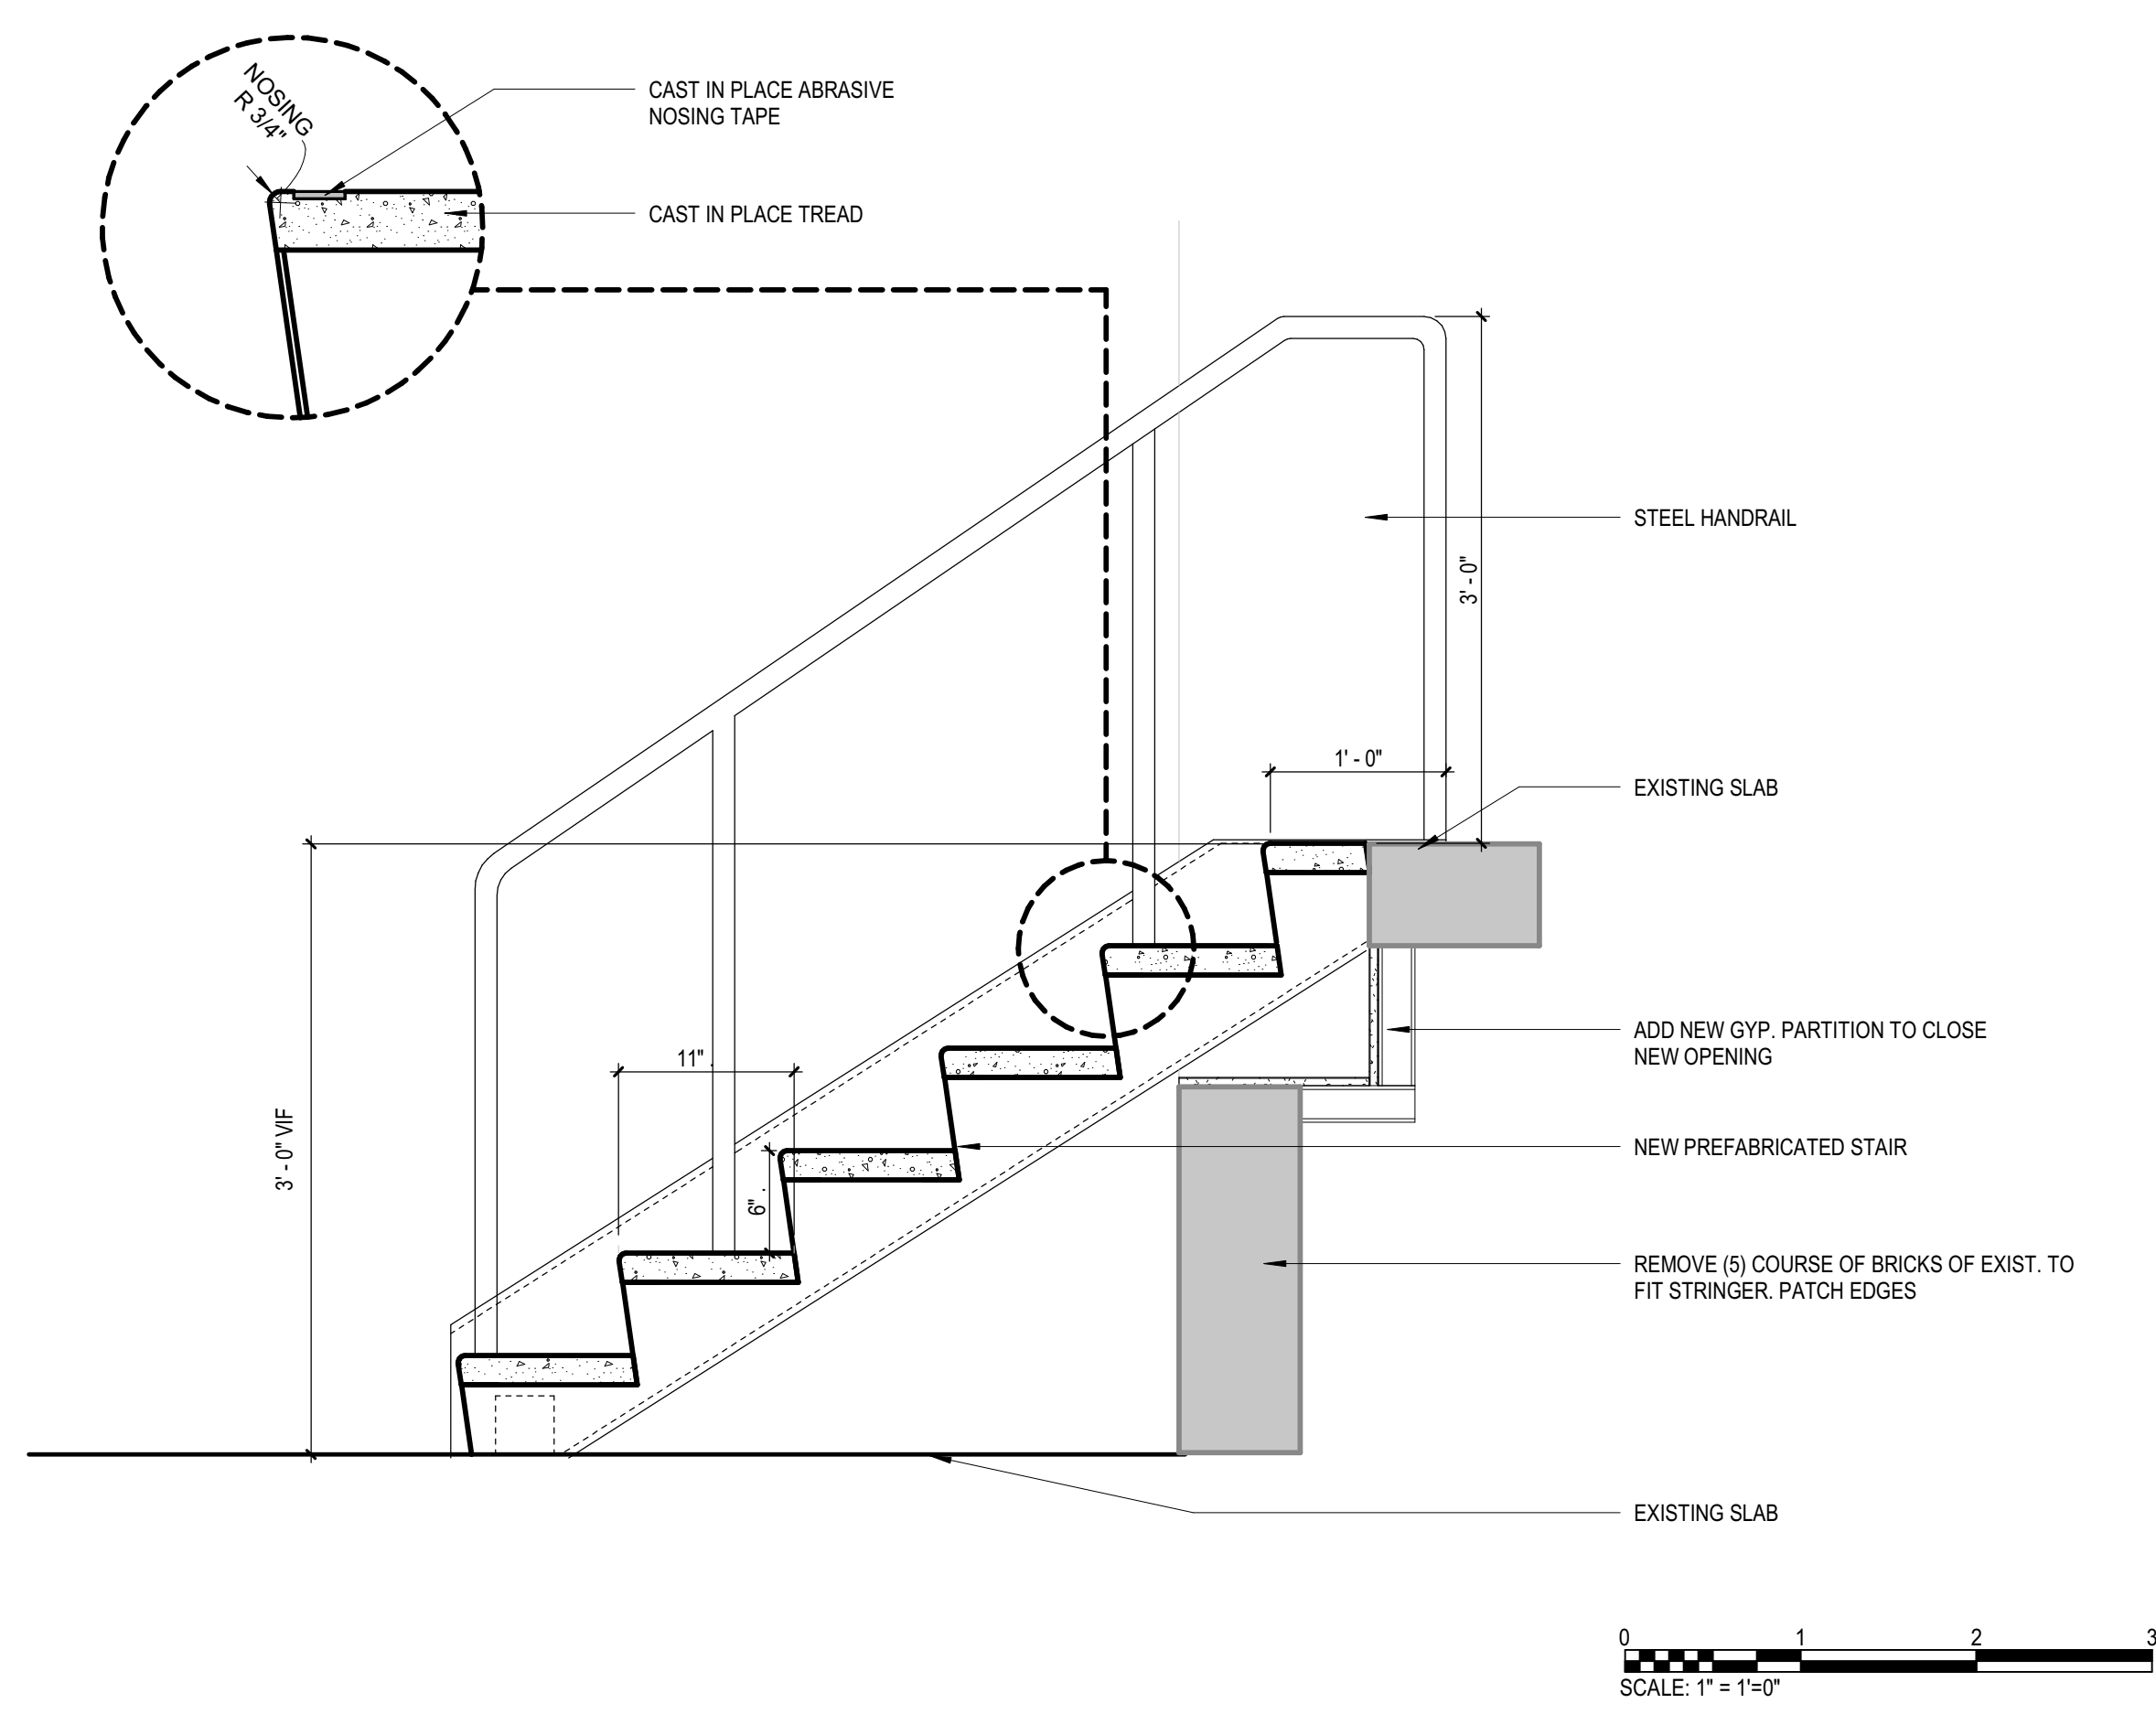 NOSING
R 3/4"
CAST IN PLACE ABRASIVE
NOSING TAPE
CAST IN PLACE TREAD
STEEL HANDRAIL
3' - 0"
1' - 0"
EXISTING SLAB
ADD NEW GYP. PARTITION TO CLOSE
NEW OPENING
11" .
3' - 0" VIF
NEW PREFABRICATED STAIR
6" .
REMOVE (5) COURSE OF BRICKS OF EXIST. TO
FIT STRINGER. PATCH EDGES
EXISTING SLAB
0 1 2 3
SCALE: 1" = 1'=0"